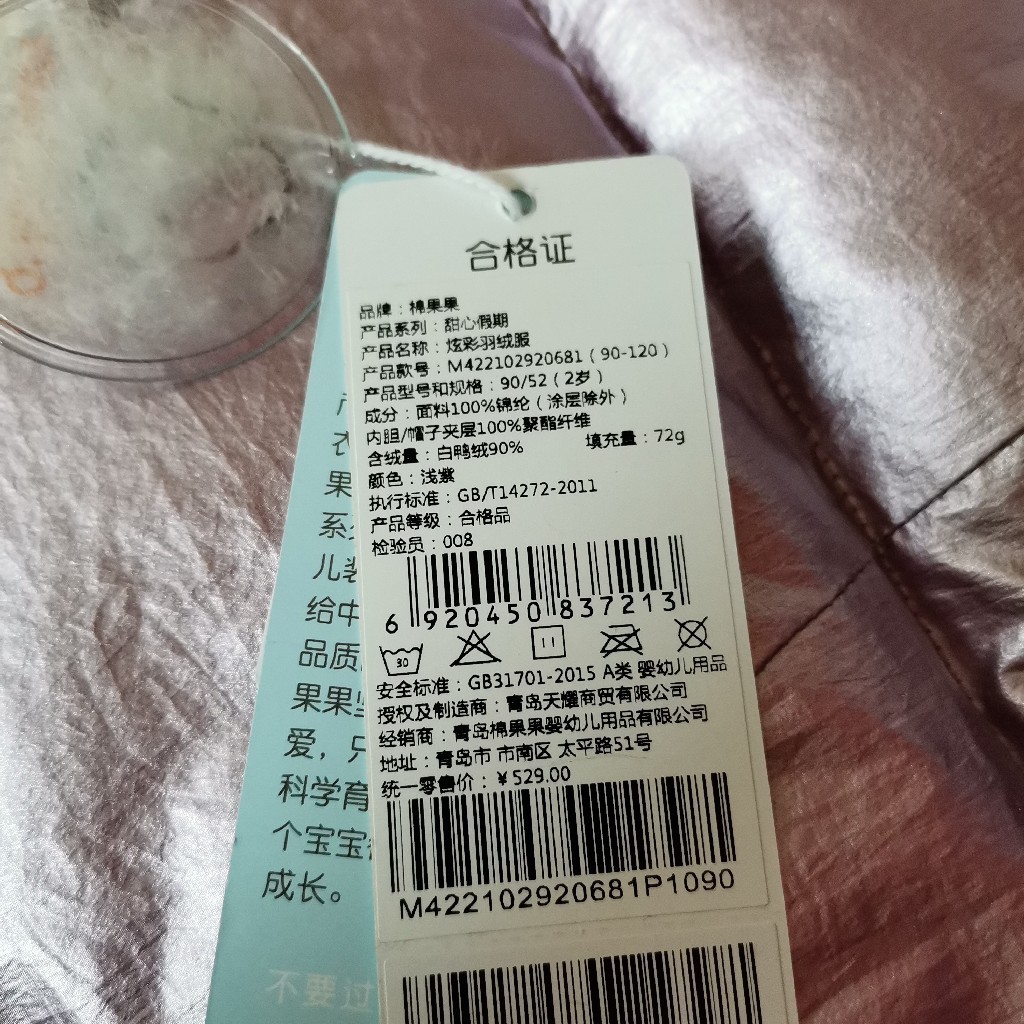 合格证
品牌：棉果果
产品系列：甜心假期
产品名称：炫彩羽绒服
产品款号：M422102920681（90-120）
产品型号和规格：90/52（2岁）
成分：面料100%锦纶（涂层除外）
内胆/帽子夹层100%聚酯纤维
含绒量：白鸭绒90% 填充量：72g
颜色：浅紫
执行标准：GB/T14272-2011
产品等级：合格品
检验员：008
6 920450 837213
30
安全标准：GB31701-2015 A类 婴幼儿用品
授权及制造商：青岛天耀商贸有限公司
经销商：青岛棉果果婴幼儿用品有限公司
地址：青岛市 市南区 太平路51号
统一零售价：￥529.00
M422102920681P1090
果
系
儿装
给中
品质
果果坚
爱，只
科学育
个宝宝
成长。
不要过